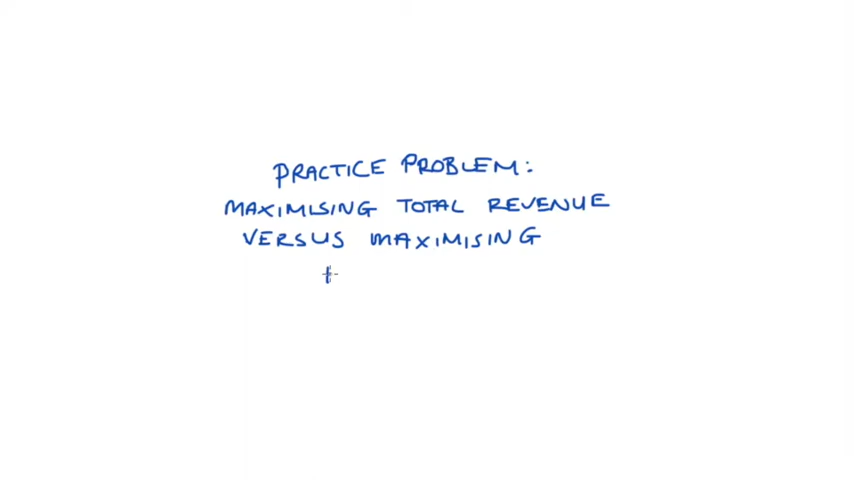 PRACTICE PROBLEM:
MAXIMISING TOTAL REVENUE
VERSUS MAXIMISING